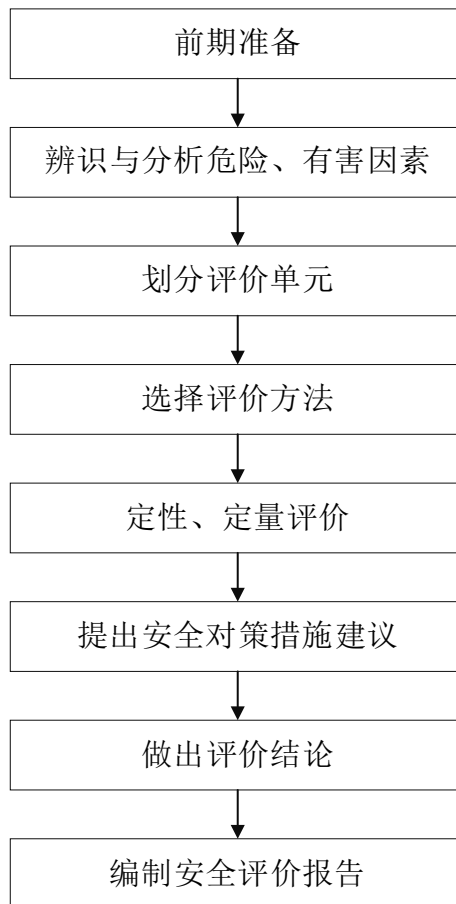 前期准备
辨识与分析危险、有害因素
划分评价单元
选择评价方法
定性、定量评价
提出安全对策措施建议
做出评价结论
编制安全评价报告